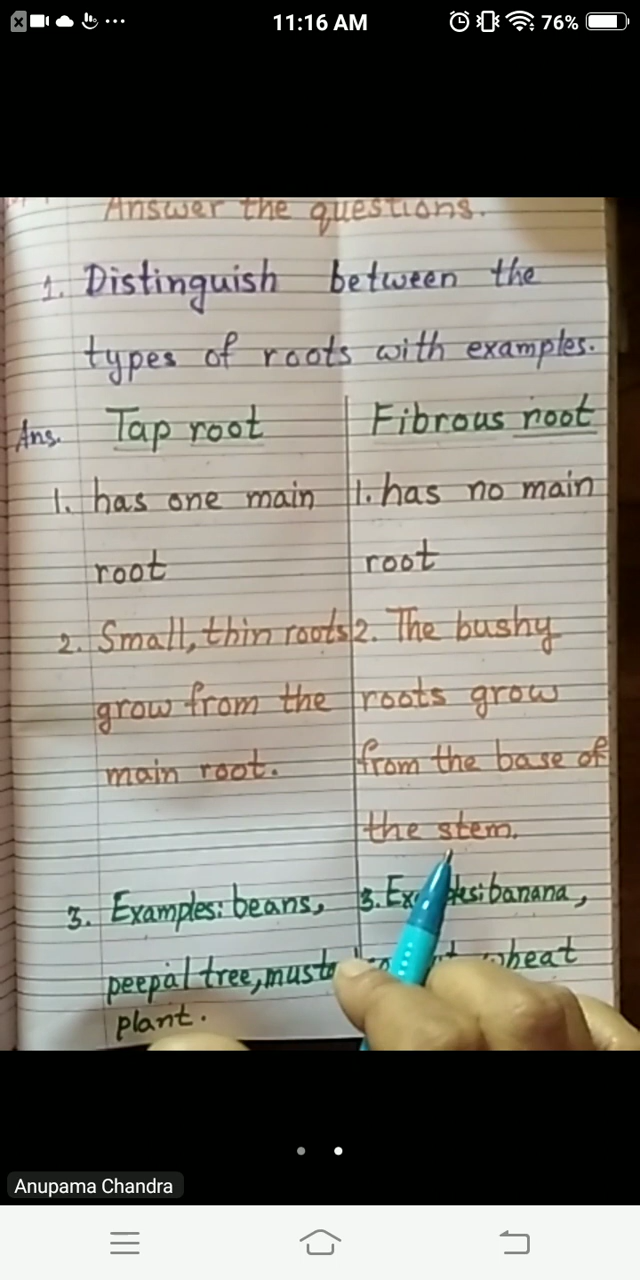 11:16 AM
76%
Answer the questions.
1. Distinguish between the
types of roots with examples.
Ans.
Tap root
1. has one main
root
2. Small, thin roots
grow from the
main root.
3. Examples: beans,
peepal tree,
plant.
Fibrous root
1. has no main
root
2. The bushy
roots grow
from the base of
the stem.
3. banana,
wheat
Anupama Chandra